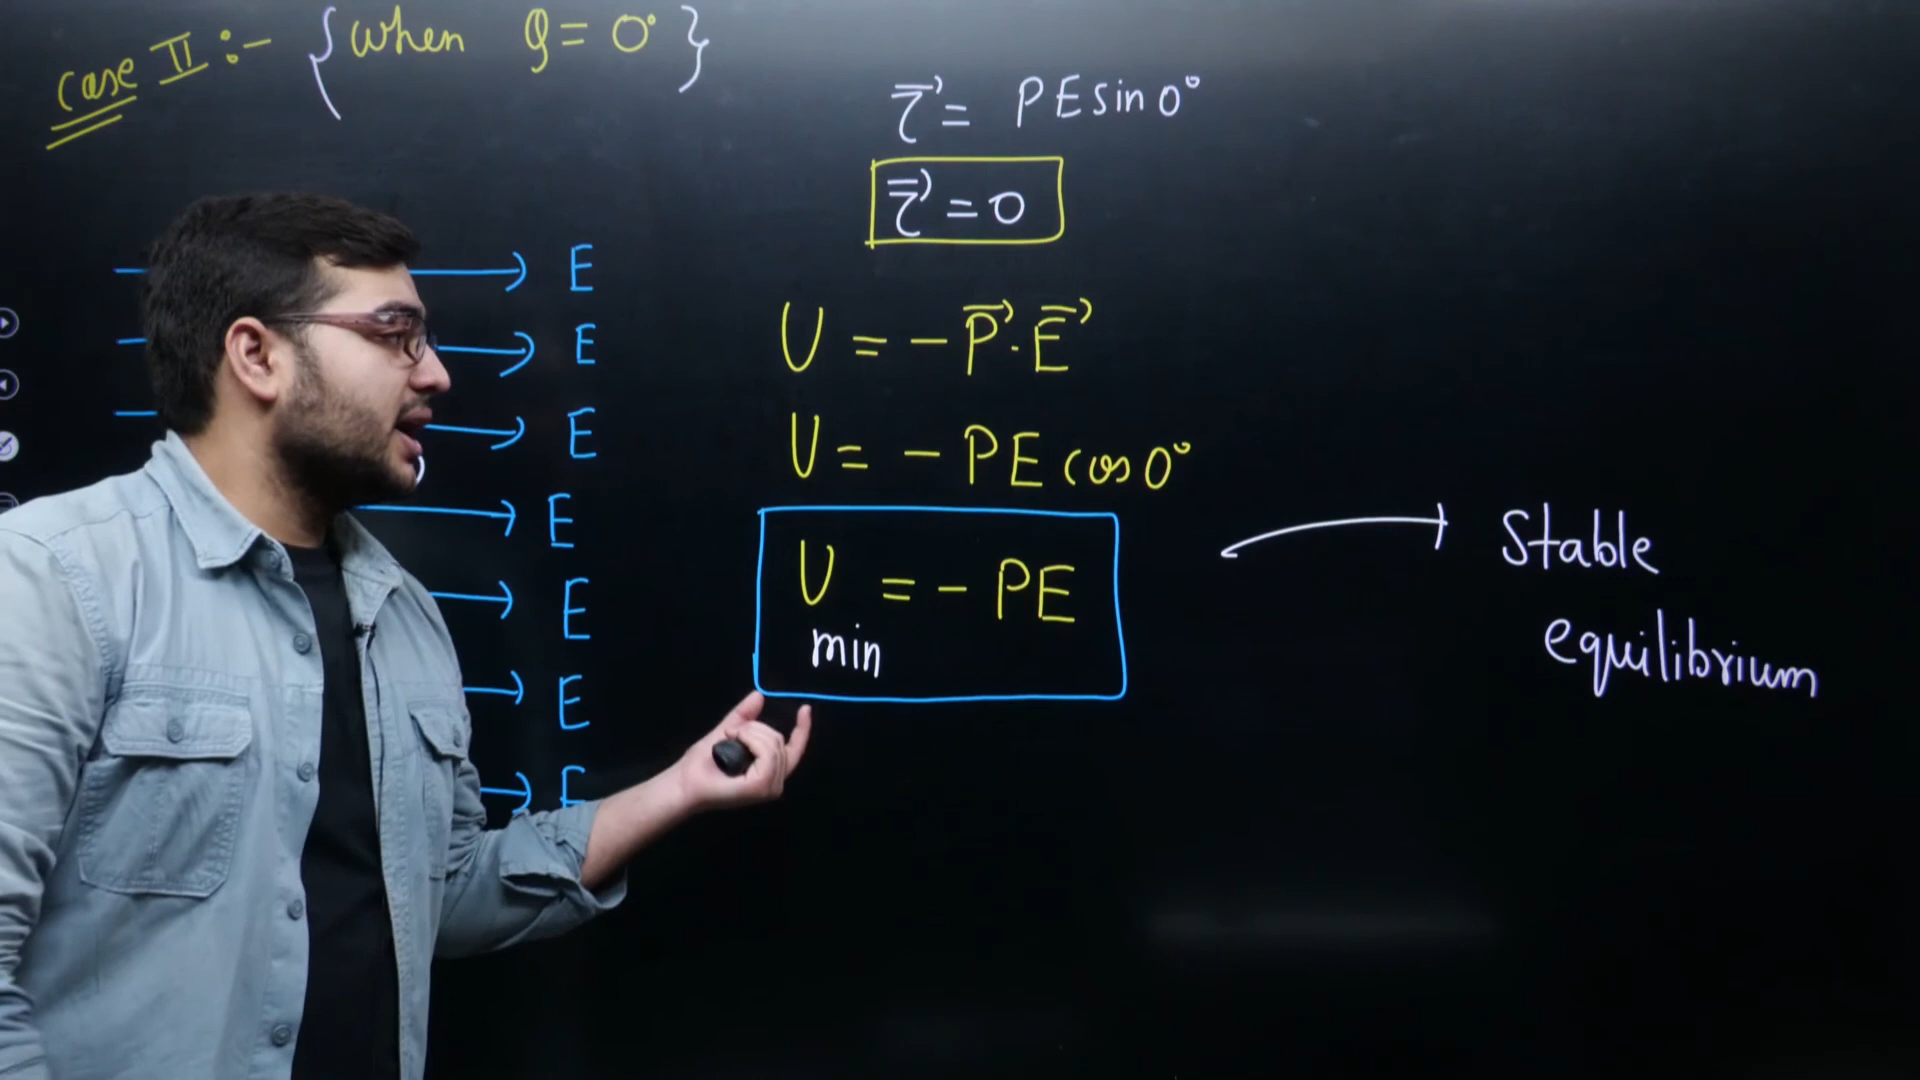 case II :- { when θ = 0° }
τ⃗ = PE sin 0°
τ⃗ = 0
E
E
E
E
E
E
E
U = - P⃗ · E⃗
U = - PE cos 0°
U = - PE
min
Stable
equilibrium